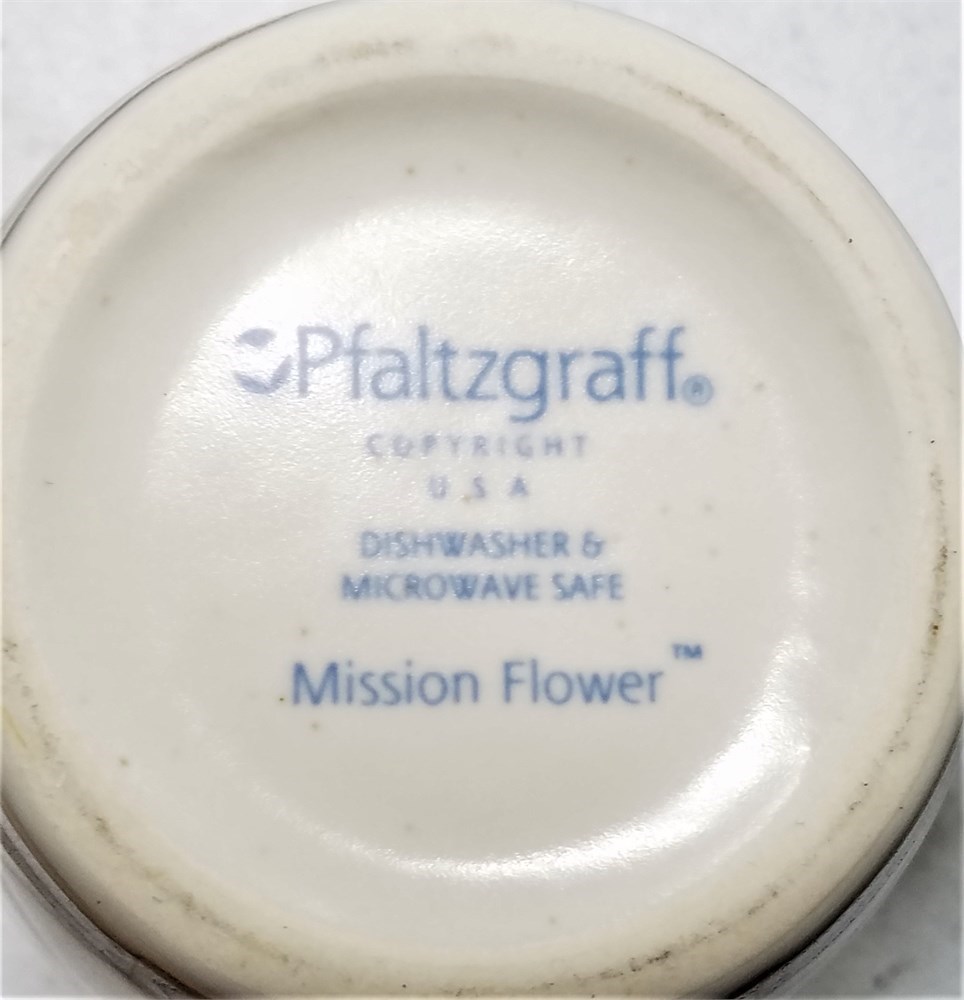 Pfaltzgraff®
COPYRIGHT
U S A
DISHWASHER &
MICROWAVE SAFE
Mission Flower™